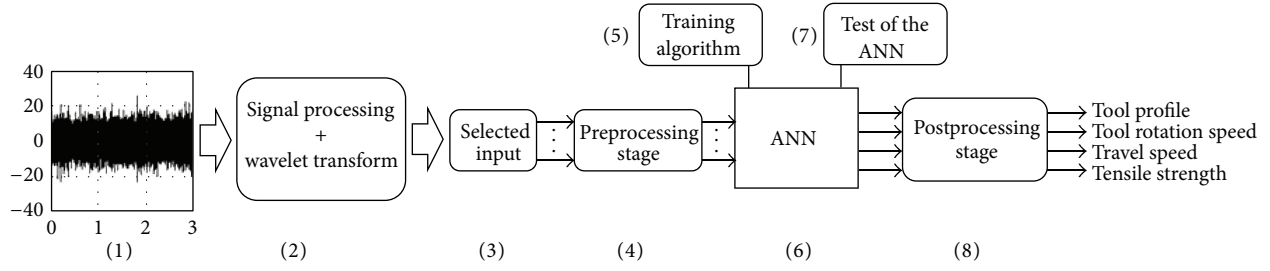 (5)
Training
algorithm
(7)
Test of the
ANN
40
20
0
−20
−40
0
1
2
3
Signal processing
+
wavelet transform
Selected
input
Preprocessing
stage
ANN
Postprocessing
stage
Tool profile
Tool rotation speed
Travel speed
Tensile strength
(1)
(2)
(3)
(4)
(6)
(8)